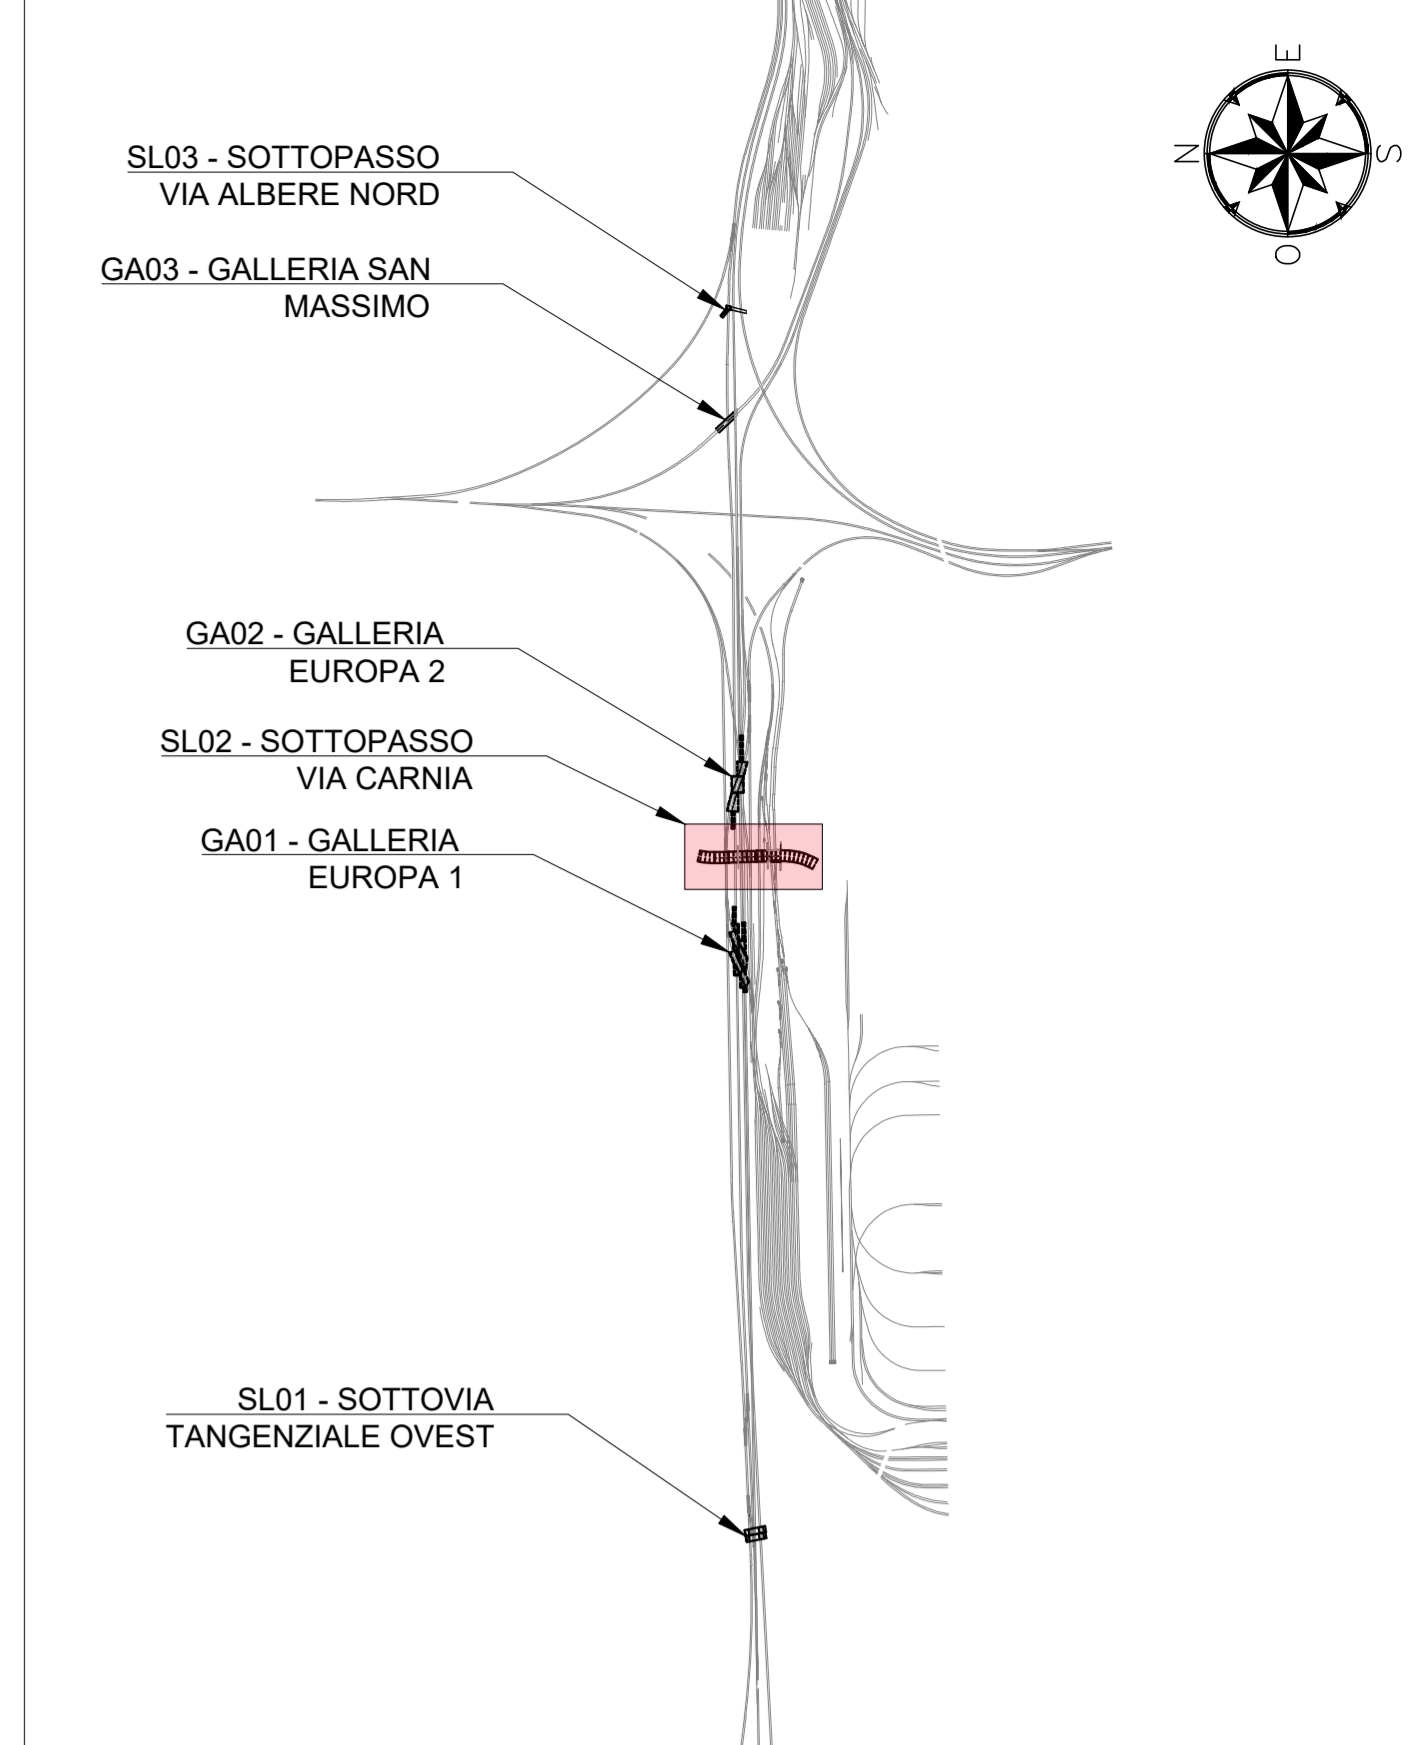 E
N
S
O
SL03 - SOTTOPASSO
VIA ALBERE NORD
GA03 - GALLERIA SAN
MASSIMO
GA02 - GALLERIA
EUROPA 2
SL02 - SOTTOPASSO
VIA CARNIA
GA01 - GALLERIA
EUROPA 1
SL01 - SOTTOVIA
TANGENZIALE OVEST